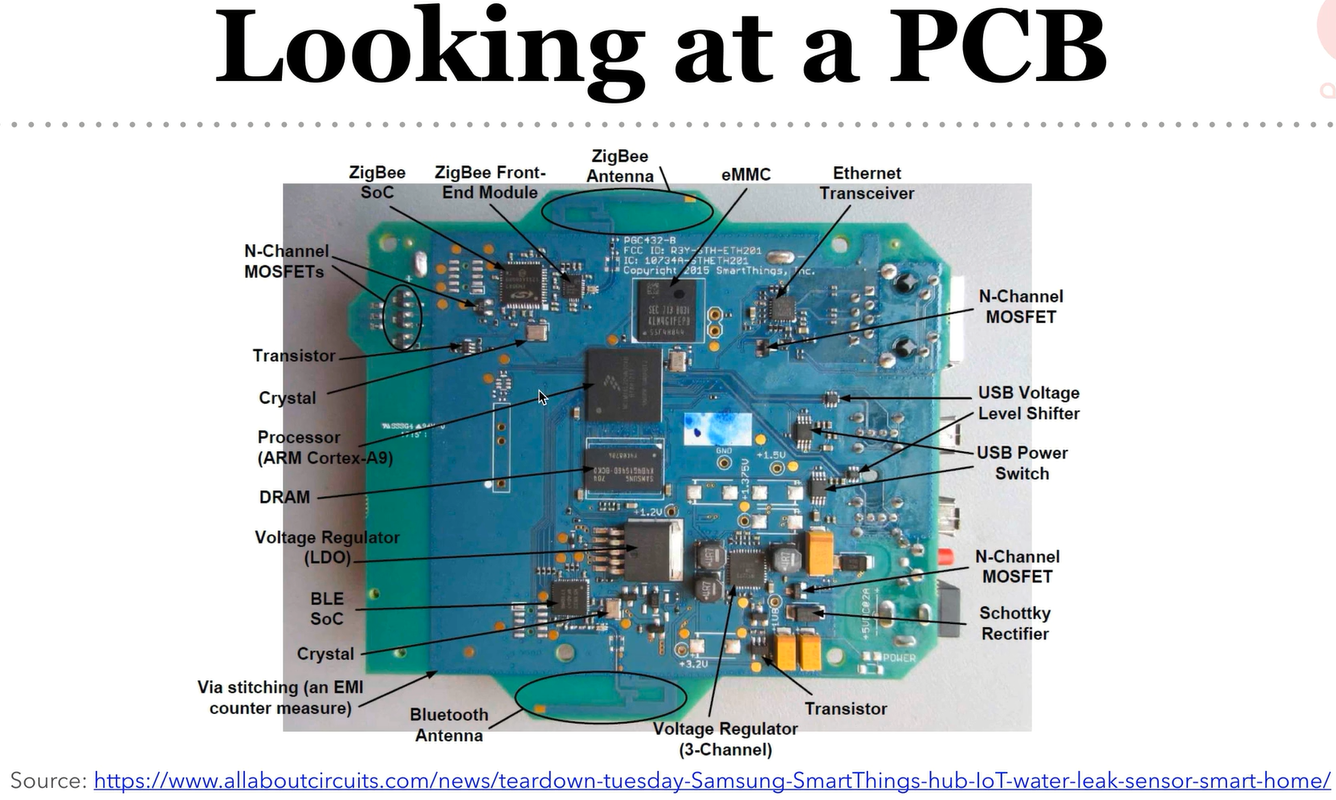 Looking at a PCB
ZigBee
SoC
ZigBee Front-
End Module
ZigBee
Antenna
eMMC
Ethernet
Transceiver
N-Channel
MOSFETs
PGC432-B
FCC ID: R3Y-STH-ETH201
IC: 10734A-STHETH201
Copyright 2015 SmartThings, Inc.
N-Channel
MOSFET
Transistor
Crystal
USB Voltage
Level Shifter
Processor
(ARM Cortex-A9)
USB Power
Switch
GND
+1.5V
+1.375V
DRAM
SAMSUNG
+1.2V
Voltage Regulator
(LDO)
N-Channel
MOSFET
BLE
SoC
Schottky
Rectifier
Crystal
+3.2V
POWER
Via stitching (an EMI
counter measure)
Bluetooth
Antenna
Transistor
Voltage Regulator
(3-Channel)
Source: https://www.allaboutcircuits.com/news/teardown-tuesday-Samsung-SmartThings-hub-IoT-water-leak-sensor-smart-home/